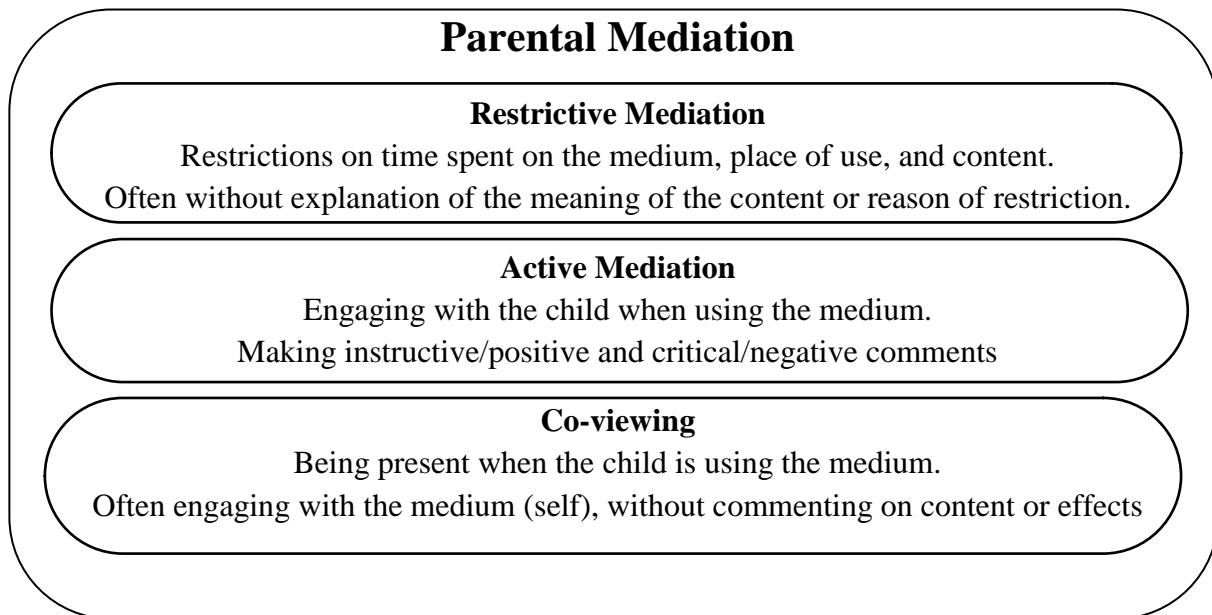 Parental Mediation
Restrictive Mediation
Restrictions on time spent on the medium, place of use, and content.
Often without explanation of the meaning of the content or reason of restriction.
Active Mediation
Engaging with the child when using the medium.
Making instructive/positive and critical/negative comments
Co-viewing
Being present when the child is using the medium.
Often engaging with the medium (self), without commenting on content or effects